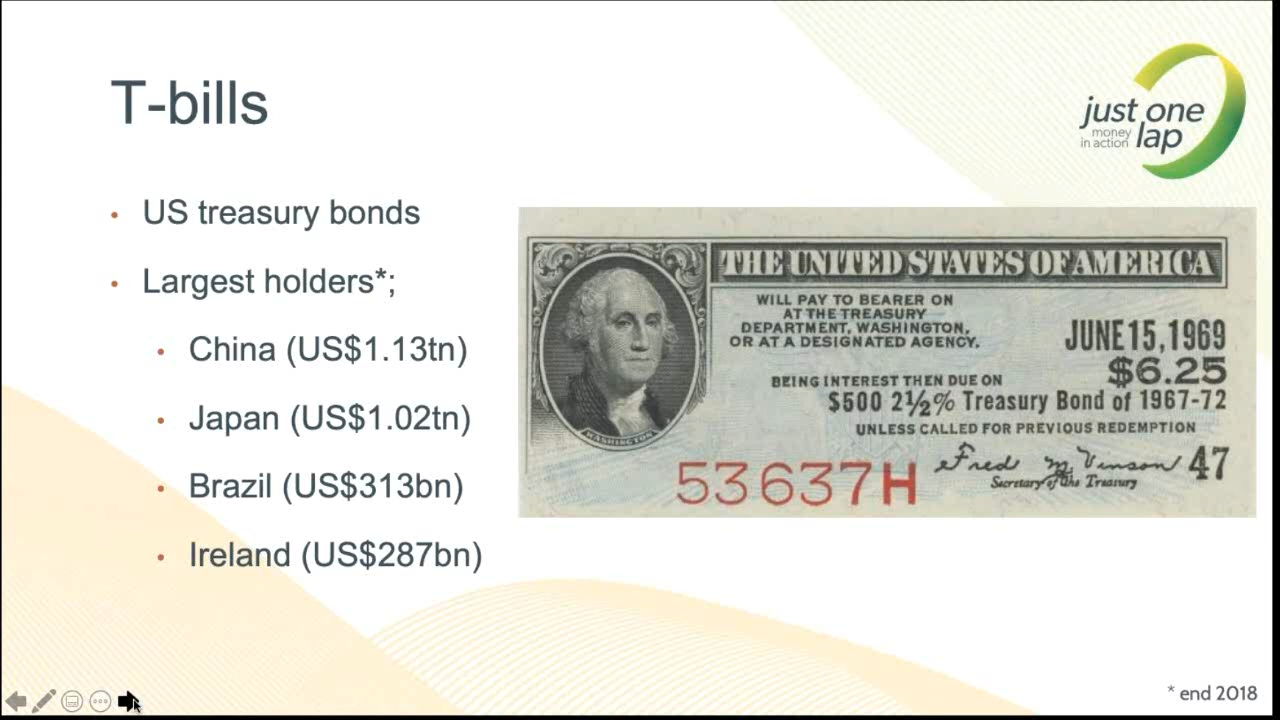 T-bills
just one
money
in action lap
• US treasury bonds
• Largest holders*;
• China (US$1.13tn)
• Japan (US$1.02tn)
• Brazil (US$313bn)
• Ireland (US$287bn)
THE UNITED STATES OF AMERICA
WILL PAY TO BEARER ON
AT THE TREASURY
DEPARTMENT, WASHINGTON,
OR AT A DESIGNATED AGENCY.
JUNE 15, 1969
$6.25
BEING INTEREST THEN DUE ON
$500 2½% Treasury Bond of 1967-72
UNLESS CALLED FOR PREVIOUS REDEMPTION
WASHINGTON
Fred M. Vinson
47
Secretary of the Treasury
53637H
* end 2018